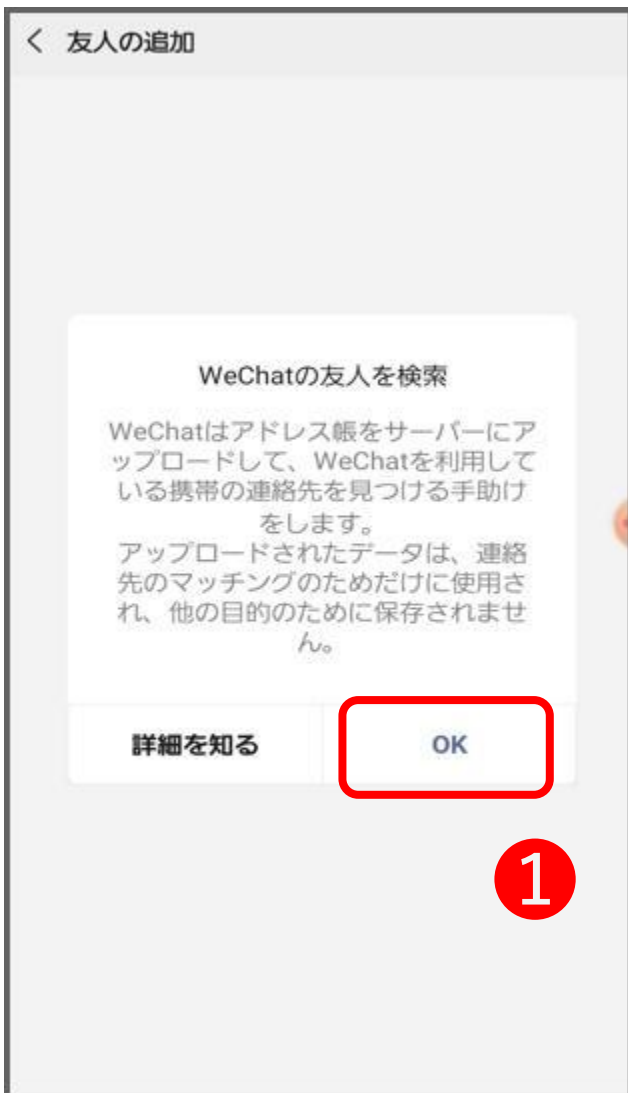 友人の追加
WeChatの友人を検索
WeChatはアドレス帳をサーバーにア
ップロードして、WeChatを利用して
いる携帯の連絡先を見つける手助け
をします。
アップロードされたデータは、連絡
先のマッチングのためだけに使用さ
れ、他の目的のために保存されませ
ん。
詳細を知る OK
1